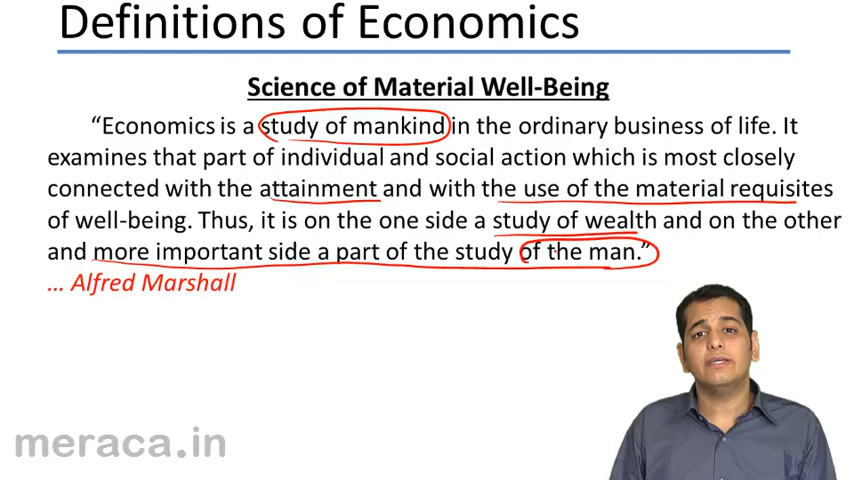 Definitions of Economics
Science of Material Well-Being
“Economics is a study of mankind in the ordinary business of life. It
examines that part of individual and social action which is most closely
connected with the attainment and with the use of the material requisites
of well-being. Thus, it is on the one side a study of wealth and on the other
and more important side a part of the study of the man.”
... Alfred Marshall
meraca.in